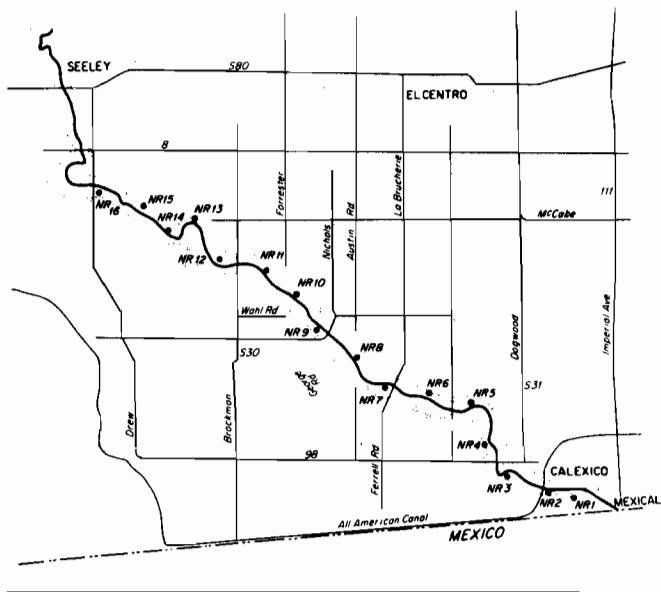 SEELEY
S80
EL CENTRO
8
Forrester
Nichols
Austin Rd
La Brucherie
111
NR16
NR15
NR14
NR13
McCabe
NR12
NR11
NR10
Dogwood
Imperial Ave
Wahl Rd
NR9
S30
NR8
NR7
NR6
NR5
S31
Drew
Brockman
98
Ferrell Rd
NR4
NR3
CALEXICO
NR2
NR1
MEXICAL
All American Canal
MEXICO